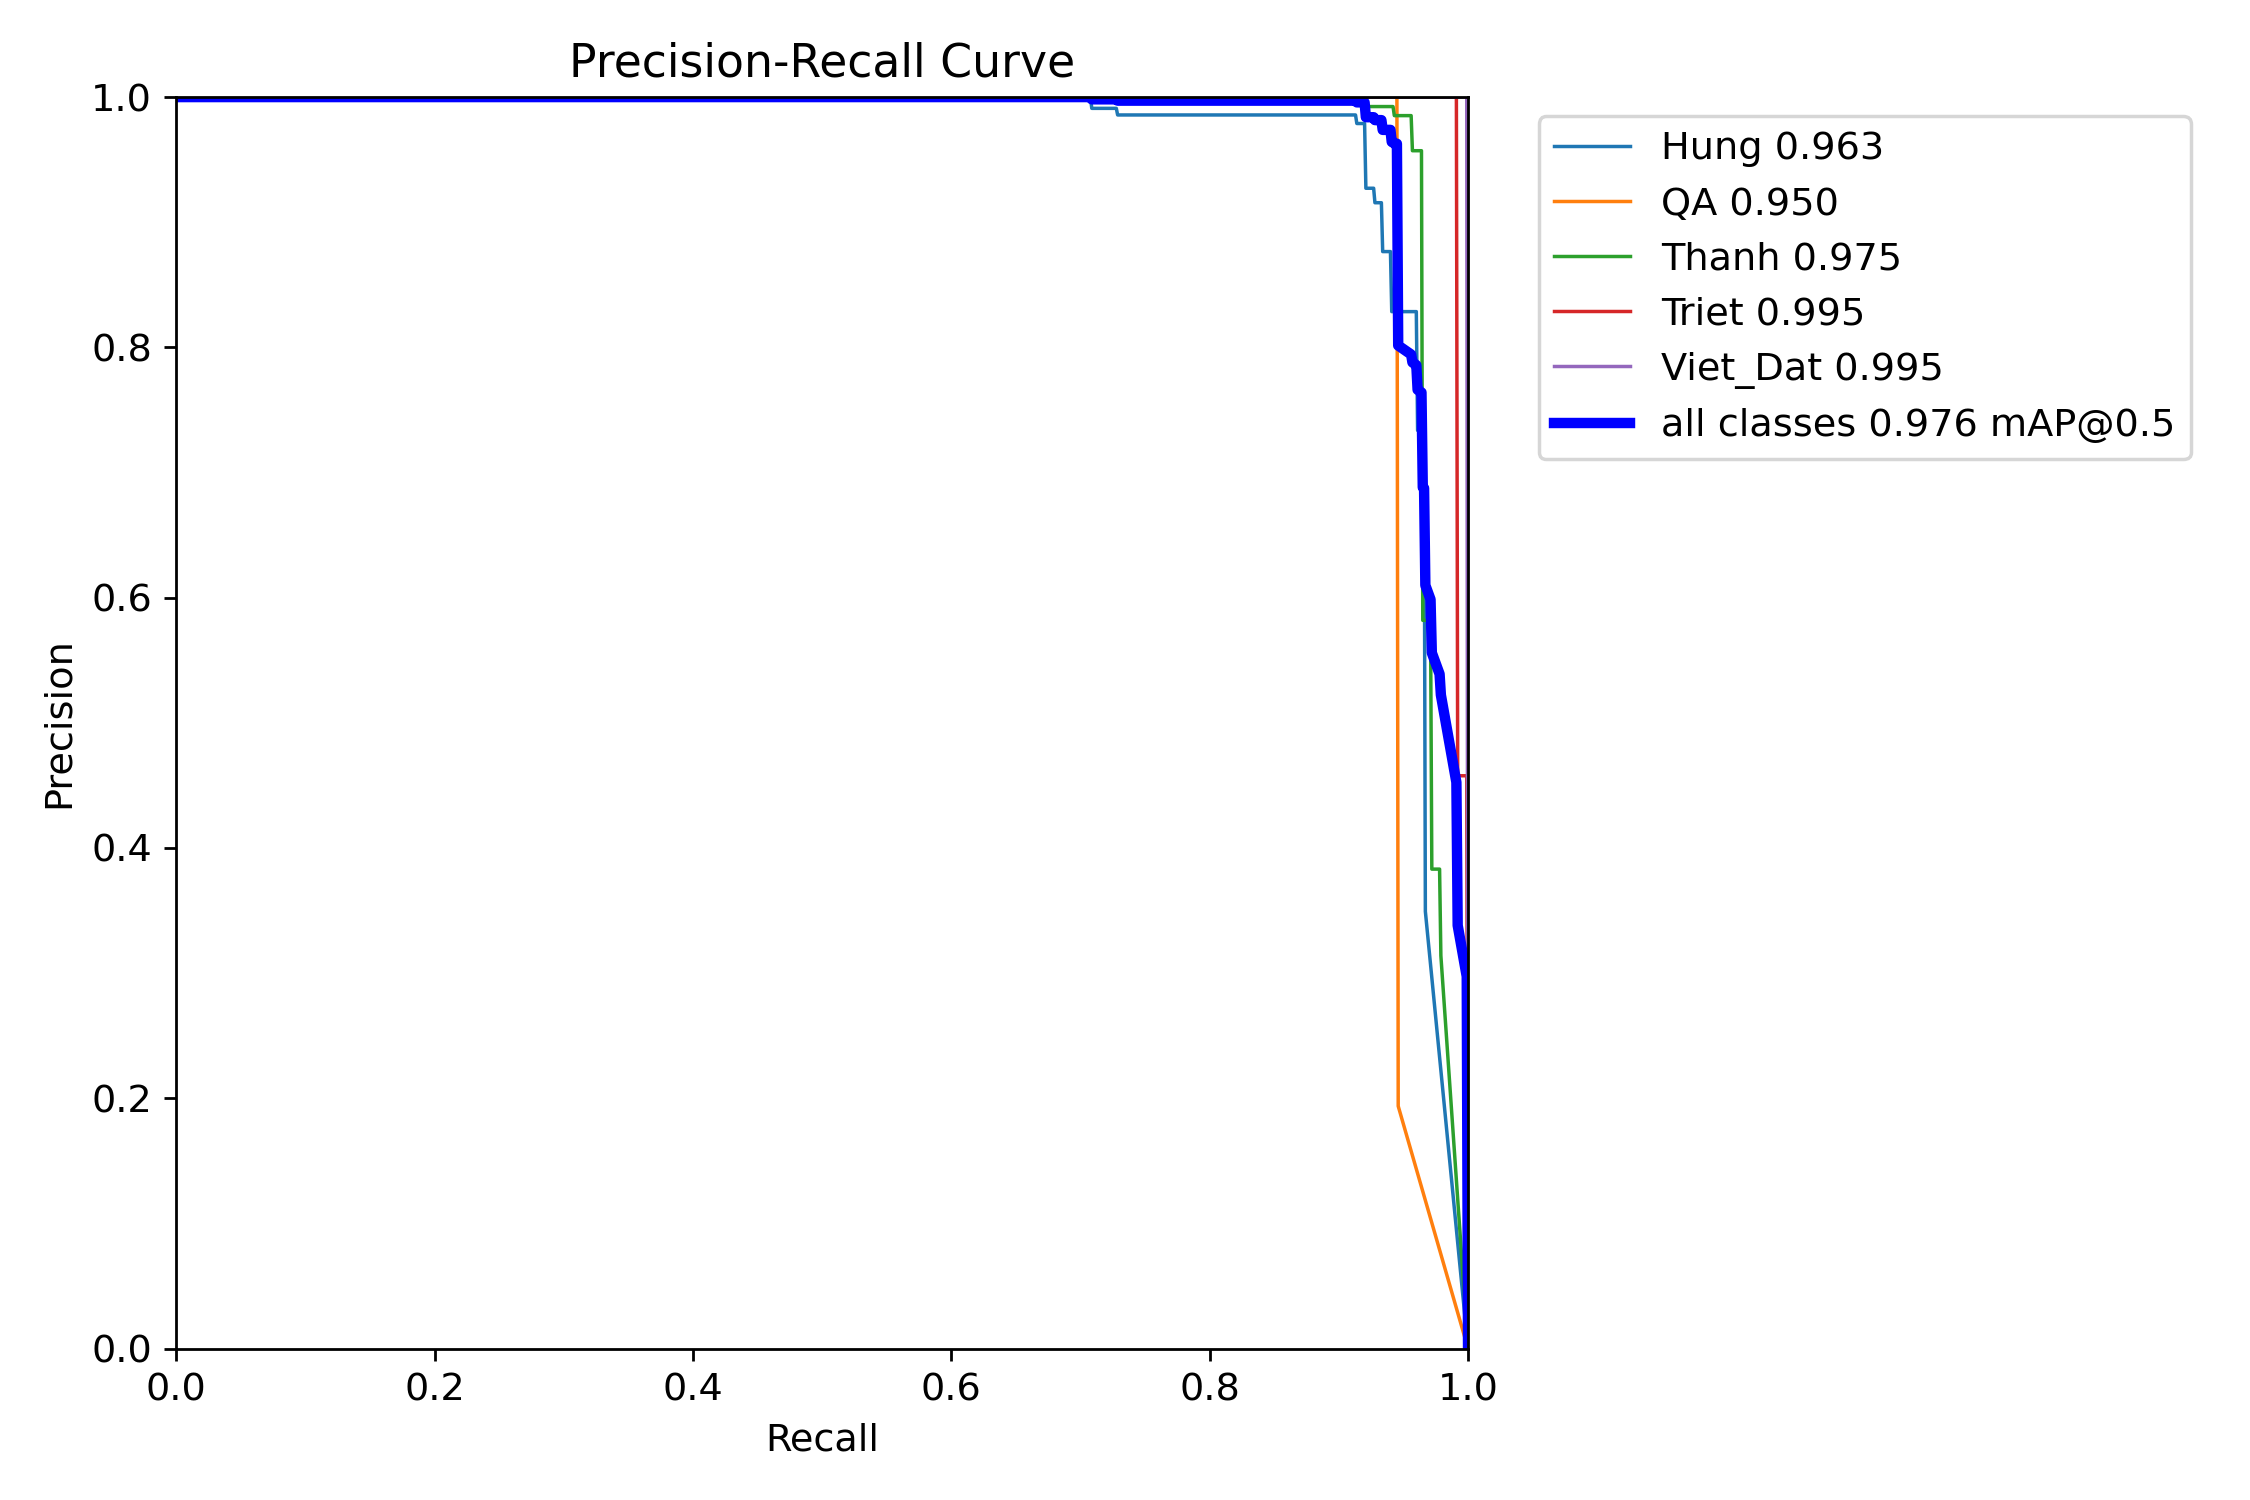 Precision-Recall Curve
1.0
0.8
0.6
0.4
0.2
0.0
Precision
0.0 0.2 0.4 0.6 0.8 1.0
Recall
Hung 0.963
QA 0.950
Thanh 0.975
Triet 0.995
Viet_Dat 0.995
all classes 0.976 mAP@0.5